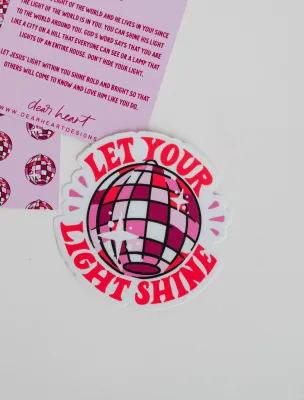 LIGHT OF THE WORLD AND HE LIVES IN YOU! SINCE
THE LIGHT OF THE WORLD IS IN YOU, YOU CAN SHINE HIS LIGHT
TO THE WORLD AROUND YOU. GOD'S WORD SAYS THAT YOU ARE
LIKE A CITY ON A HILL THAT EVERYONE CAN SEE OR A LAMP THAT
LIGHTS UP AN ENTIRE HOUSE. DON'T HIDE YOUR LIGHT,
LET JESUS' LIGHT WITHIN YOU SHINE BOLD AND BRIGHT SO THAT
OTHERS WILL COME TO KNOW AND LOVE HIM LIKE YOU DO.
dear heart
WWW.DEARHEARTDESIGNS
LET YOUR
LIGHT SHINE